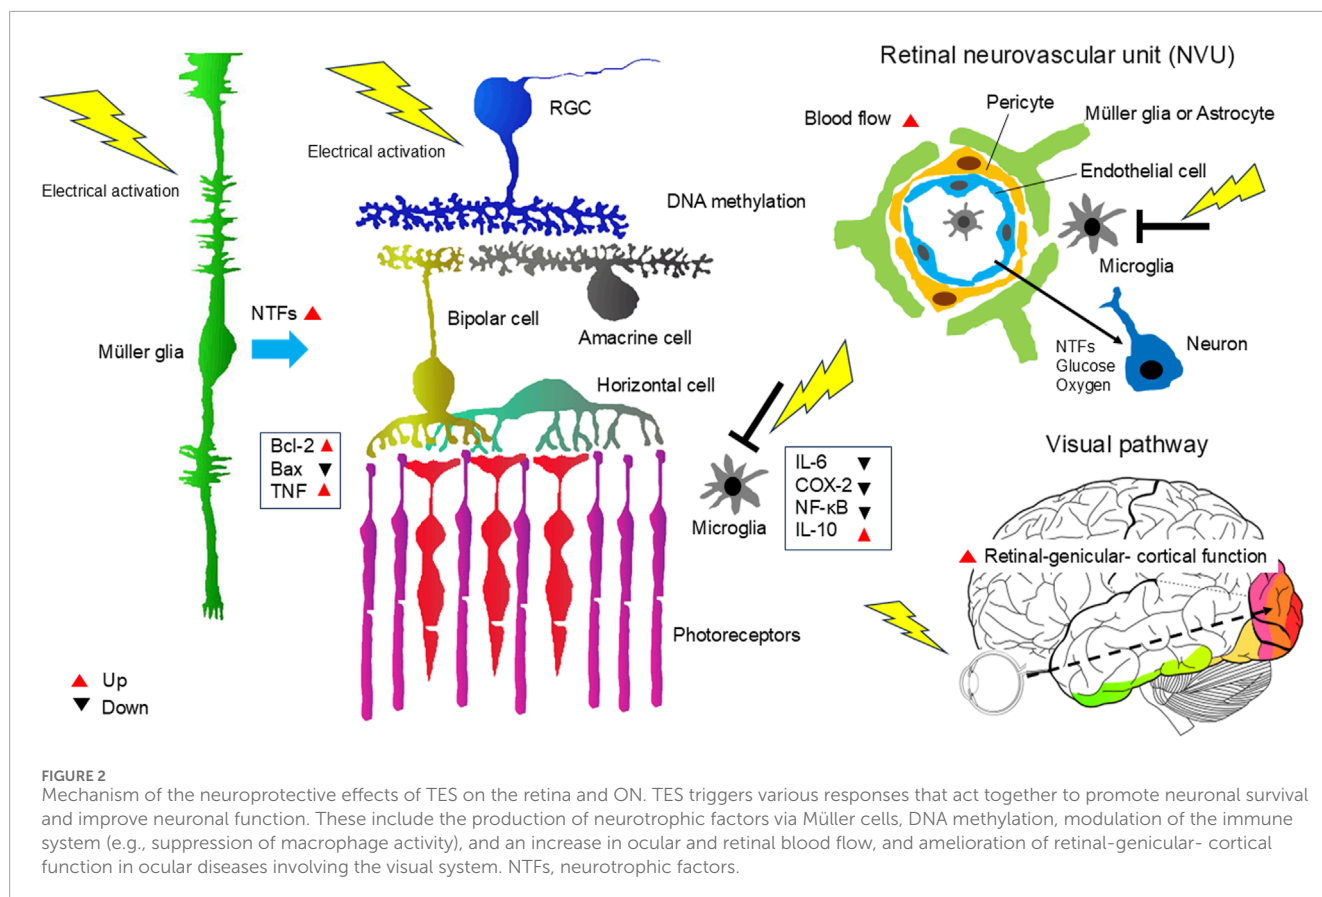 Electrical activation
Müller glia
NTFs
Electrical activation
RGC
DNA methylation
Bipolar cell
Amacrine cell
Horizontal cell
Bcl-2
Bax
TNF
Photoreceptors
Microglia
IL-6
COX-2
NF-κB
IL-10
Up
Down
Retinal neurovascular unit (NVU)
Blood flow
Pericyte
Müller glia or Astrocyte
Endothelial cell
Microglia
NTFs
Glucose
Oxygen
Neuron
Visual pathway
Retinal-genicular- cortical function
FIGURE 2
Mechanism of the neuroprotective effects of TES on the retina and ON. TES triggers various responses that act together to promote neuronal survival
and improve neuronal function. These include the production of neurotrophic factors via Müller cells, DNA methylation, modulation of the immune
system (e.g., suppression of macrophage activity), and an increase in ocular and retinal blood flow, and amelioration of retinal-genicular- cortical
function in ocular diseases involving the visual system. NTFs, neurotrophic factors.